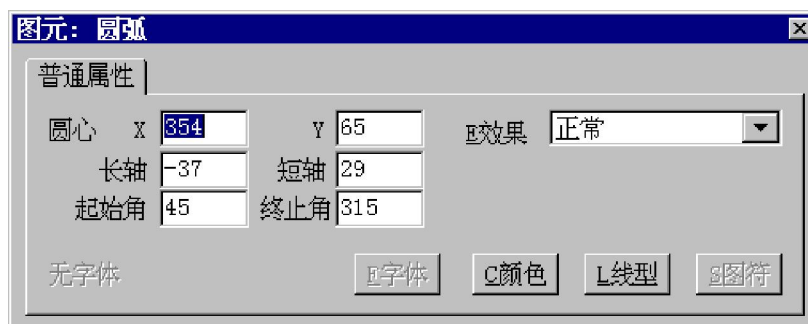 图元: 圆弧
普通属性
圆心 X 354 Y 65 E效果 正常
长轴 -37 短轴 29
起始角 45 终止角 315
无字体 F字体 C颜色 L线型 S图符